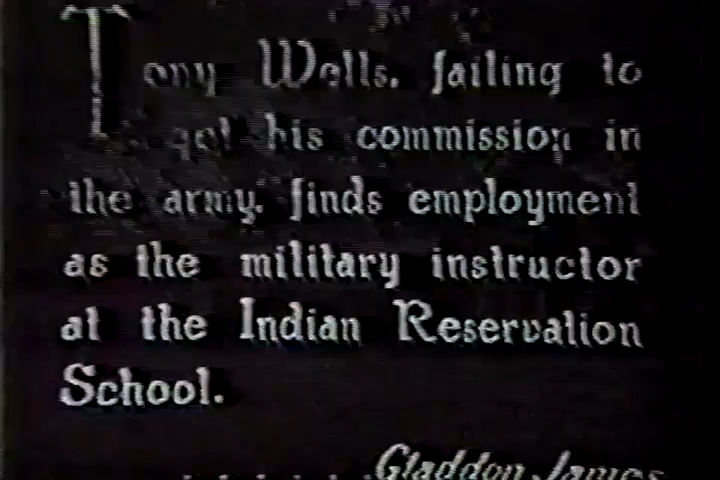 Tony Wells, failing to
get his commission in
the army, finds employment
as the military instructor
at the Indian Reservation
School.
Gladdon James